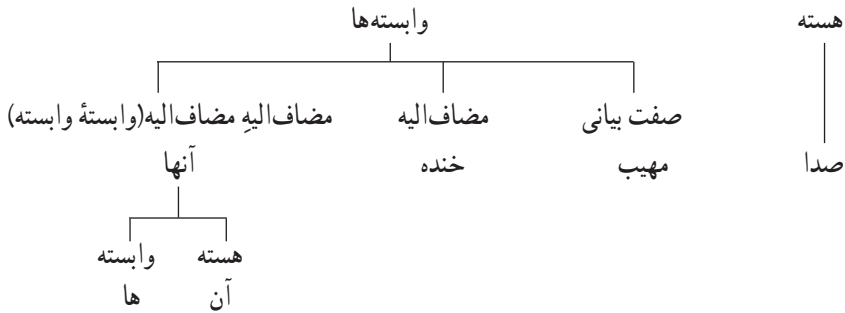 هسته وابسته‌ها
صفت بیانی مضاف‌الیه مضاف‌الیهِ مضاف‌الیه(وابستهٔ وابسته)
صدا مهیب خنده آنها
هسته وابسته
آن ها